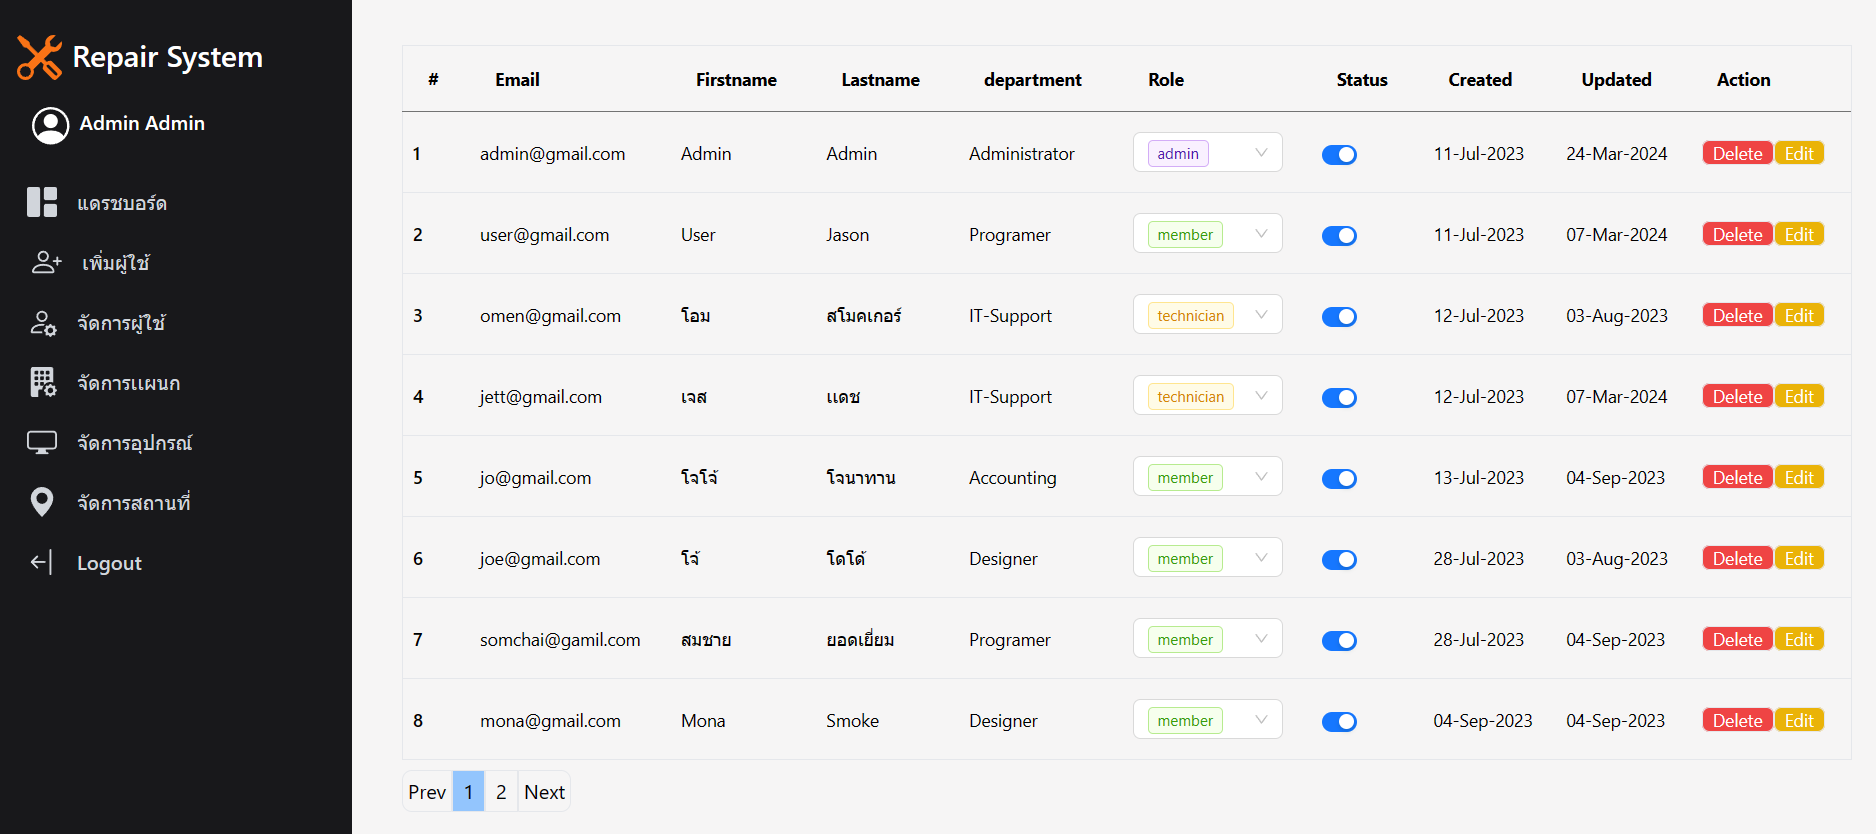 Repair System
Admin Admin
แดรชบอร์ด
เพิ่มผู้ใช้
จัดการผู้ใช้
จัดการแผนก
จัดการอุปกรณ์
จัดการสถานที่
Logout
# Email Firstname Lastname department Role Status Created Updated Action
1 admin@gmail.com Admin Admin Administrator admin 11-Jul-2023 24-Mar-2024 Delete Edit
2 user@gmail.com User Jason Programer member 11-Jul-2023 07-Mar-2024 Delete Edit
3 omen@gmail.com โอม สโมคเกอร์ IT-Support technician 12-Jul-2023 03-Aug-2023 Delete Edit
4 jett@gmail.com เจส แดช IT-Support technician 12-Jul-2023 07-Mar-2024 Delete Edit
5 jo@gmail.com โจโจ้ โจนาทาน Accounting member 13-Jul-2023 04-Sep-2023 Delete Edit
6 joe@gmail.com โจ้ โดโด้ Designer member 28-Jul-2023 03-Aug-2023 Delete Edit
7 somchai@gamil.com สมชาย ยอดเยี่ยม Programer member 28-Jul-2023 04-Sep-2023 Delete Edit
8 mona@gmail.com Mona Smoke Designer member 04-Sep-2023 04-Sep-2023 Delete Edit
Prev 1 2 Next